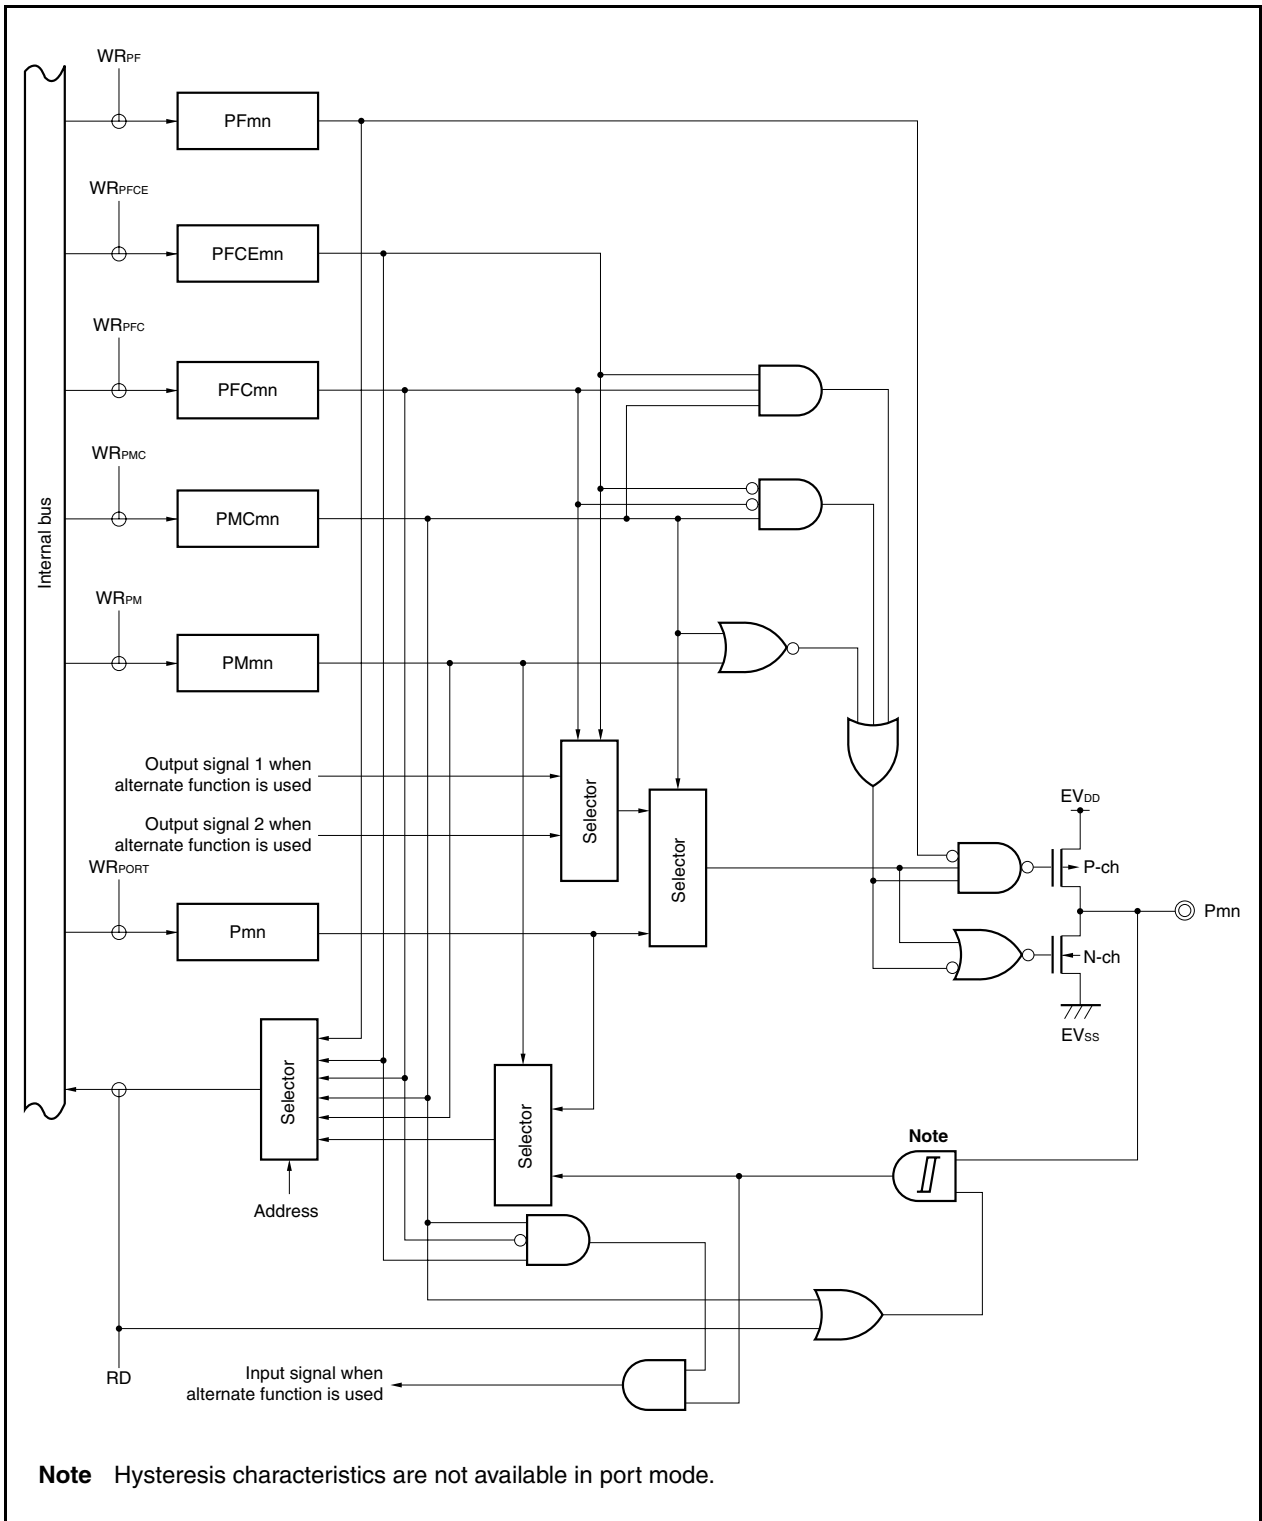 WRPF
PFmn
WRPFCE
PFCEmn
WRPFC
PFCmn
WRPMC
PMCmn
Internal bus
WRPM
PMmn
Output signal 1 when
alternate function is used
Output signal 2 when
alternate function is used
Selector
Selector
WRPORT
Pmn
EVDD
P-ch
Pmn
N-ch
EVSS
Selector
Selector
Address
Note
RD
Input signal when
alternate function is used
Note Hysteresis characteristics are not available in port mode.